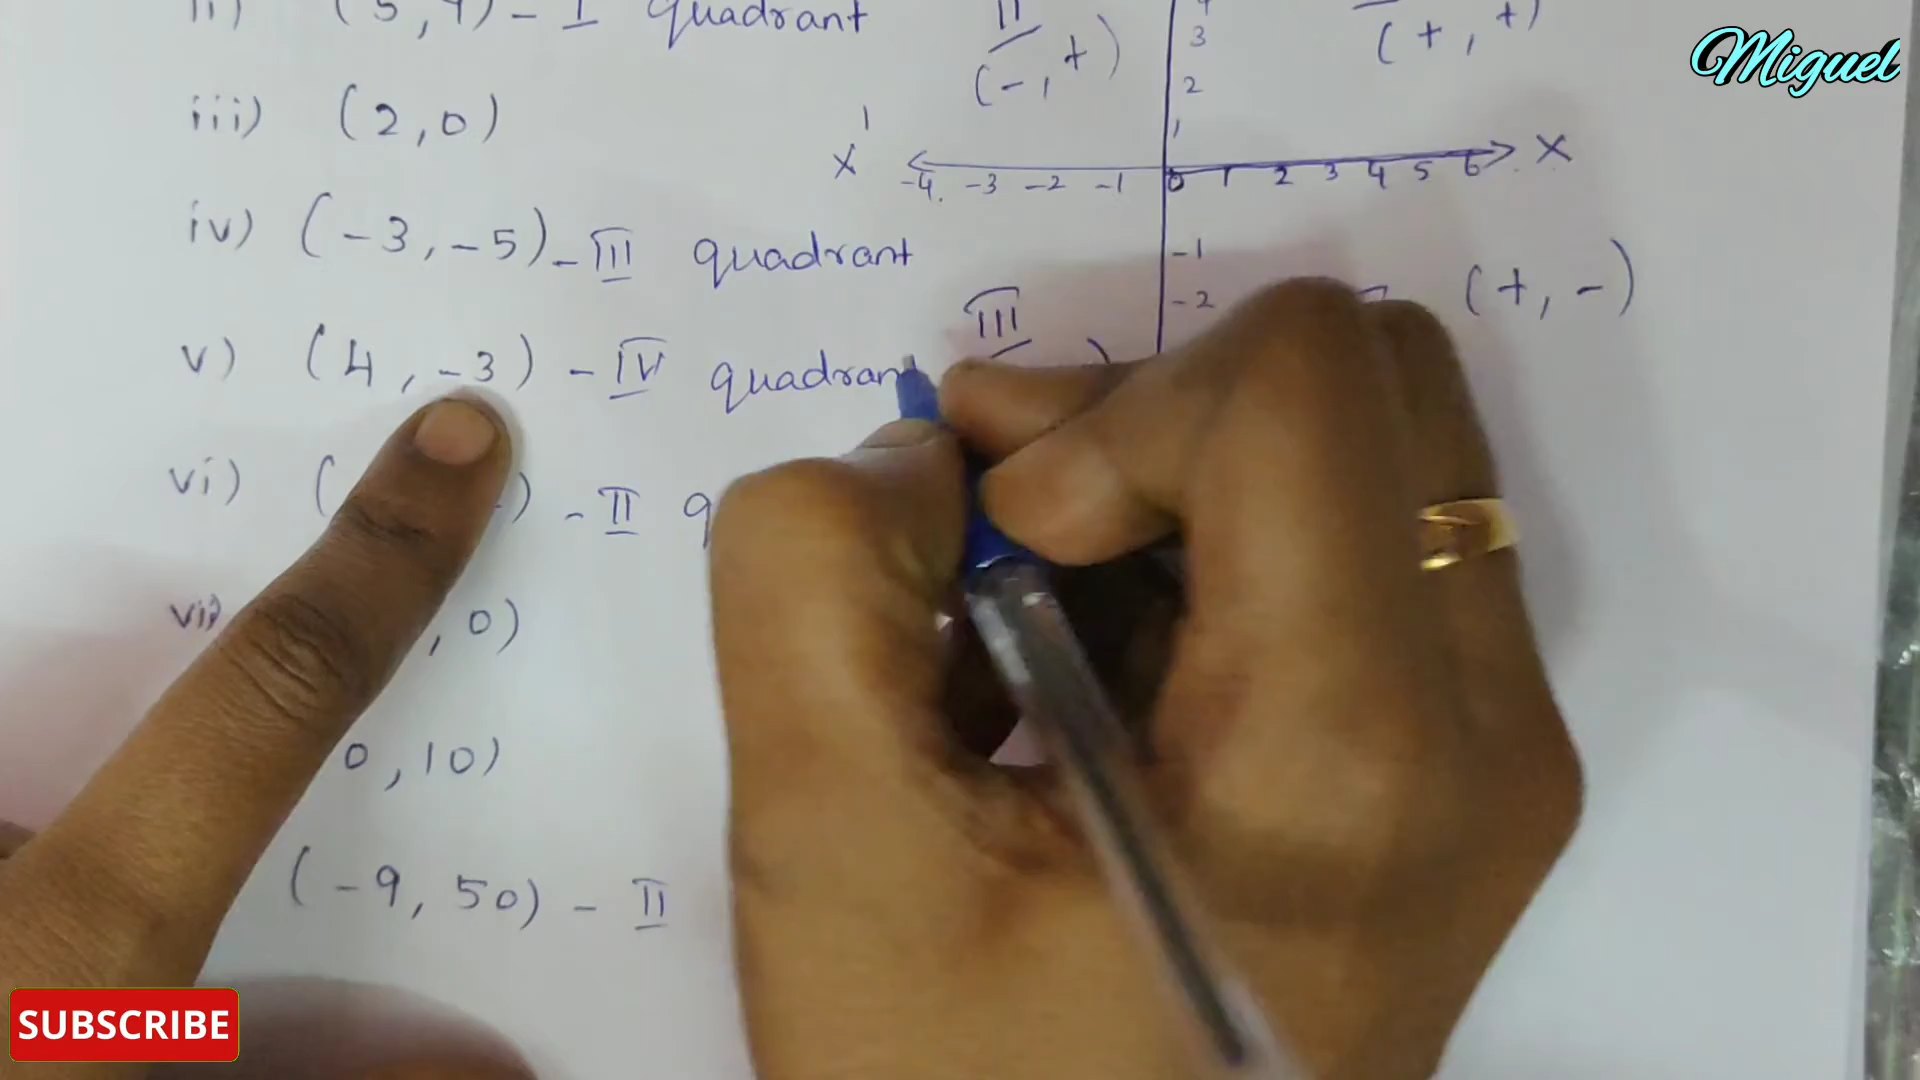 ii) (5,4) - I quadrant
iii) (2,0)
iv) (-3,-5) - III quadrant
v) (4,-3) - IV quadrant
vi) ( ) - II q
vii) ,0)
0,10)
(-9,50) - II
II
(-,+)
(+,+)
3
2
1
X'
-4 -3 -2 -1 0 1 2 3 4 5 6
X
-1
-2
III
(+,-)
Miguel
SUBSCRIBE